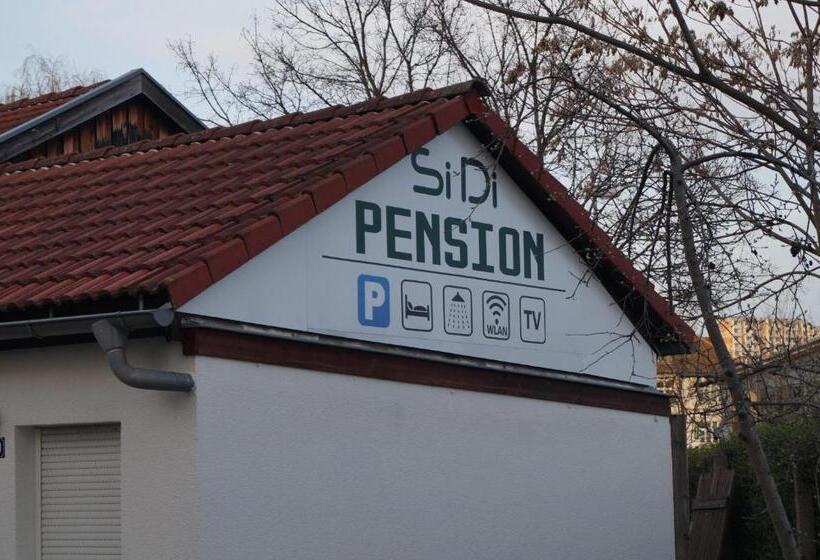 SiDi
PENSION
P WLAN TV